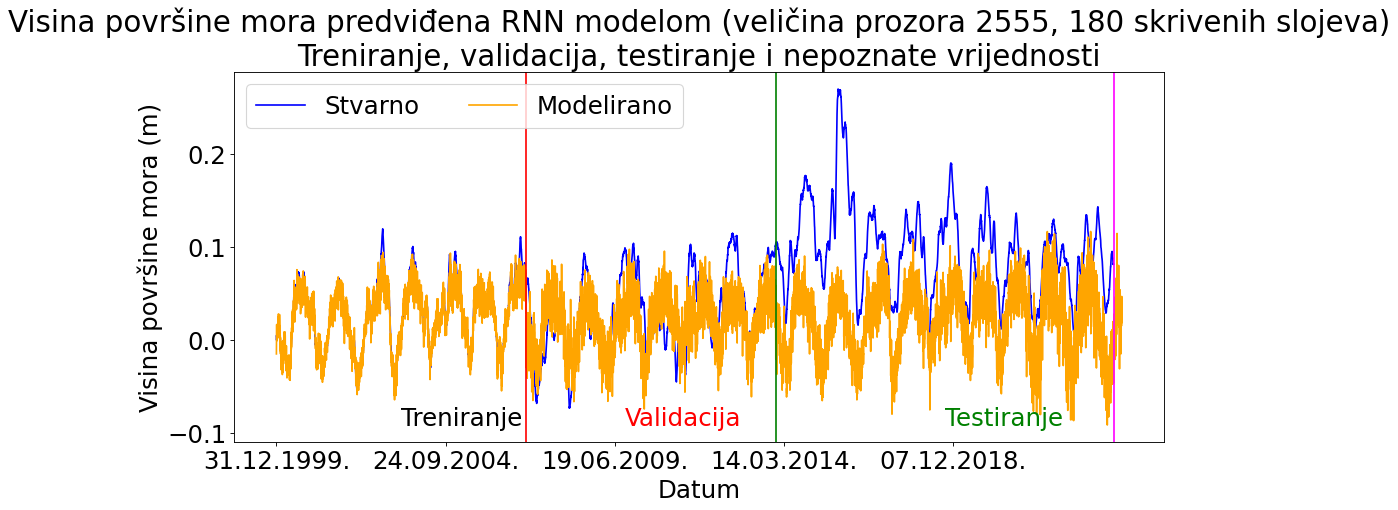 Visina površine mora predviđena RNN modelom (veličina prozora 2555, 180 skrivenih slojeva)
Treniranje, validacija, testiranje i nepoznate vrijednosti
Stvarno
Modelirano
Visina površine mora (m)
0.2
0.1
0.0
−0.1
Treniranje
Validacija
Testiranje
31.12.1999.
24.09.2004.
19.06.2009.
14.03.2014.
07.12.2018.
Datum